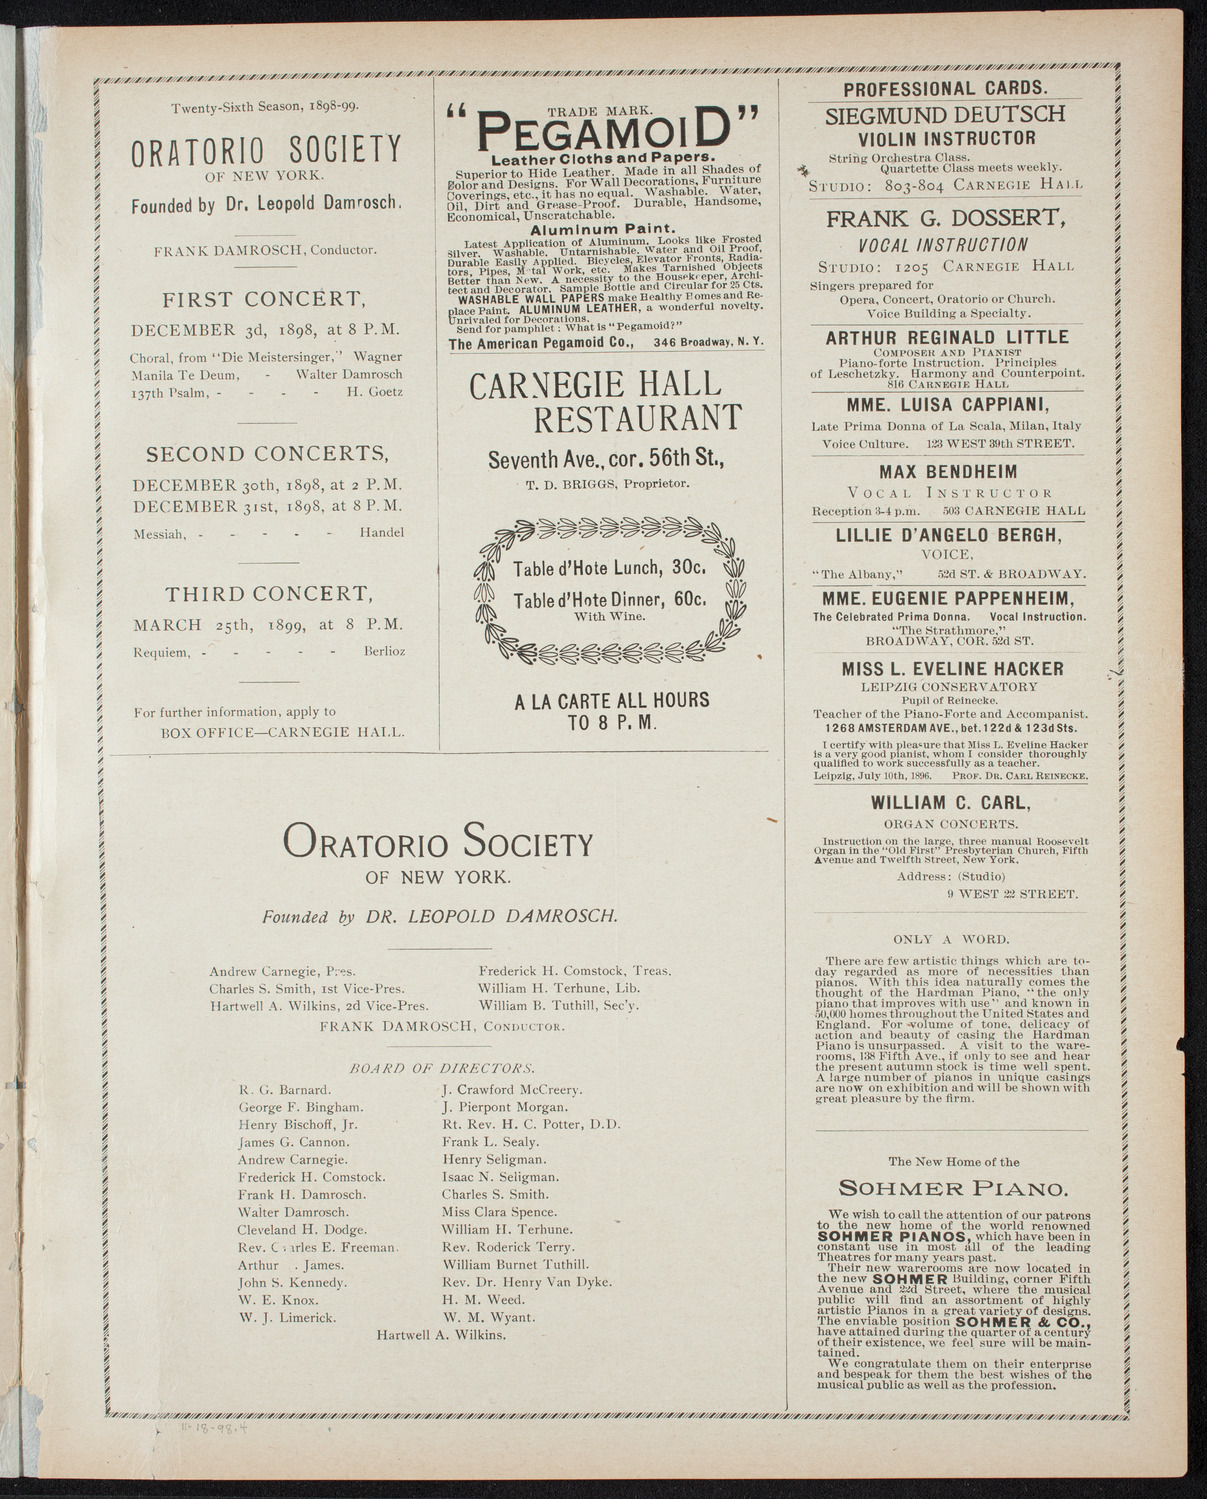 Twenty-Sixth Season, 1898-99.
ORATORIO SOCIETY
OF NEW YORK.
Founded by Dr. Leopold Damrosch.
FRANK DAMROSCH, Conductor.
FIRST CONCERT,
DECEMBER 3d, 1898, at 8 P. M.
Choral, from "Die Meistersinger," Wagner
Manila Te Deum, - Walter Damrosch
137th Psalm, - - - - H. Goetz
SECOND CONCERTS,
DECEMBER 30th, 1898, at 2 P. M.
DECEMBER 31st, 1898, at 8 P. M.
Messiah, - - - - - Handel
THIRD CONCERT,
MARCH 25th, 1899, at 8 P.M.
Requiem, - - - - - Berlioz
For further information, apply to
BOX OFFICE—CARNEGIE HALL.
TRADE MARK.
"PEGAMOID"
Leather Cloths and Papers.
Superior to Hide Leather. Made in all Shades of
Color and Designs. For Wall Decorations, Furniture
Coverings, etc., it has no equal. Washable. Water,
Oil, Dirt and Grease-Proof. Durable, Handsome,
Economical, Unscratchable.
Aluminum Paint.
Latest Application of Aluminum. Looks like Frosted
Silver. Washable. Untarnishable. Water and Oil Proof,
Durable Easily Applied. Bicycles, Elevator Fronts, Radia-
tors, Pipes, Metal Work, etc. Makes Tarnished Objects
Better than New. A necessity to the Housekeeper, Archi-
tect and Decorator. Sample Bottle and Circular for 25 Cts.
WASHABLE WALL PAPERS make Healthy Homes and Re-
place Paint. ALUMINUM LEATHER, a wonderful novelty.
Unrivaled for Decorations.
Send for pamphlet: What is "Pegamoid?"
The American Pegamoid Co., 346 Broadway, N. Y.
CARNEGIE HALL
RESTAURANT
Seventh Ave., cor. 56th St.,
T. D. BRIGGS, Proprietor.
Table d'Hote Lunch, 30c.
Table d'Hote Dinner, 60c.
With Wine.
A LA CARTE ALL HOURS
TO 8 P. M.
ORATORIO SOCIETY
OF NEW YORK.
Founded by DR. LEOPOLD DAMROSCH.
Andrew Carnegie, Pres. Frederick H. Comstock, Treas.
Charles S. Smith, 1st Vice-Pres. William H. Terhune, Lib.
Hartwell A. Wilkins, 2d Vice-Pres. William B. Tuthill, Sec'y.
FRANK DAMROSCH, CONDUCTOR.
BOARD OF DIRECTORS.
R. G. Barnard. J. Crawford McCreery.
George F. Bingham. J. Pierpont Morgan.
Henry Bischoff, Jr. Rt. Rev. H. C. Potter, D.D.
James G. Cannon. Frank L. Sealy.
Andrew Carnegie. Henry Seligman.
Frederick H. Comstock. Isaac N. Seligman.
Frank H. Damrosch. Charles S. Smith.
Walter Damrosch. Miss Clara Spence.
Cleveland H. Dodge. William H. Terhune.
Rev. Charles E. Freeman. Rev. Roderick Terry.
Arthur . James. William Burnet Tuthill.
John S. Kennedy. Rev. Dr. Henry Van Dyke.
W. E. Knox. H. M. Weed.
W. J. Limerick. W. M. Wyant.
Hartwell A. Wilkins.
PROFESSIONAL CARDS.
SIEGMUND DEUTSCH
VIOLIN INSTRUCTOR
String Orchestra Class.
Quartette Class meets weekly.
STUDIO: 803-804 CARNEGIE HALL
FRANK G. DOSSERT,
VOCAL INSTRUCTION
STUDIO: 1205 CARNEGIE HALL
Singers prepared for
Opera, Concert, Oratorio or Church.
Voice Building a Specialty.
ARTHUR REGINALD LITTLE
COMPOSER AND PIANIST
Piano-forte Instruction. Principles
of Leschetzky. Harmony and Counterpoint.
816 CARNEGIE HALL
MME. LUISA CAPPIANI,
Late Prima Donna of La Scala, Milan, Italy
Voice Culture. 123 WEST 39th STREET.
MAX BENDHEIM
VOCAL INSTRUCTOR
Reception 3-4 p.m. 503 CARNEGIE HALL
LILLIE D'ANGELO BERGH,
VOICE,
"The Albany," 52d ST. & BROADWAY.
MME. EUGENIE PAPPENHEIM,
The Celebrated Prima Donna. Vocal Instruction.
"The Strathmore,"
BROADWAY, COR. 52d ST.
MISS L. EVELINE HACKER
LEIPZIG CONSERVATORY
Pupil of Reinecke.
Teacher of the Piano-Forte and Accompanist.
1268 AMSTERDAM AVE., bet. 122d & 123d Sts.
I certify with pleasure that Miss L. Eveline Hacker
is a very good pianist, whom I consider thoroughly
qualified to work successfully as a teacher.
Leipzig, July 10th, 1896. PROF. DR. CARL REINECKE.
WILLIAM C. CARL,
ORGAN CONCERTS.
Instruction on the large, three manual Roosevelt
Organ in the "Old First" Presbyterian Church, Fifth
Avenue and Twelfth Street, New York.
Address: (Studio)
9 WEST 22 STREET.
ONLY A WORD.
There are few artistic things which are to-
day regarded as more of necessities than
pianos. With this idea naturally comes the
thought of the Hardman Piano, "the only
piano that improves with use" and known in
50,000 homes throughout the United States and
England. For volume of tone, delicacy of
action and beauty of casing the Hardman
Piano is unsurpassed. A visit to the ware-
rooms, 138 Fifth Ave., if only to see and hear
the present autumn stock is time well spent.
A large number of pianos in unique casings
are now on exhibition and will be shown with
great pleasure by the firm.
The New Home of the
SOHMER PIANO.
We wish to call the attention of our patrons
to the new home of the world renowned
SOHMER PIANOS, which have been in
constant use in most all of the leading
Theatres for many years past.
Their new warerooms are now located in
the new SOHMER Building, corner Fifth
Avenue and 22d Street, where the musical
public will find an assortment of highly
artistic Pianos in a great variety of designs.
The enviable position SOHMER & CO.,
have attained during the quarter of a century
of their existence, we feel sure will be main-
tained.
We congratulate them on their enterprise
and bespeak for them the best wishes of the
musical public as well as the profession.
11-18-98.4